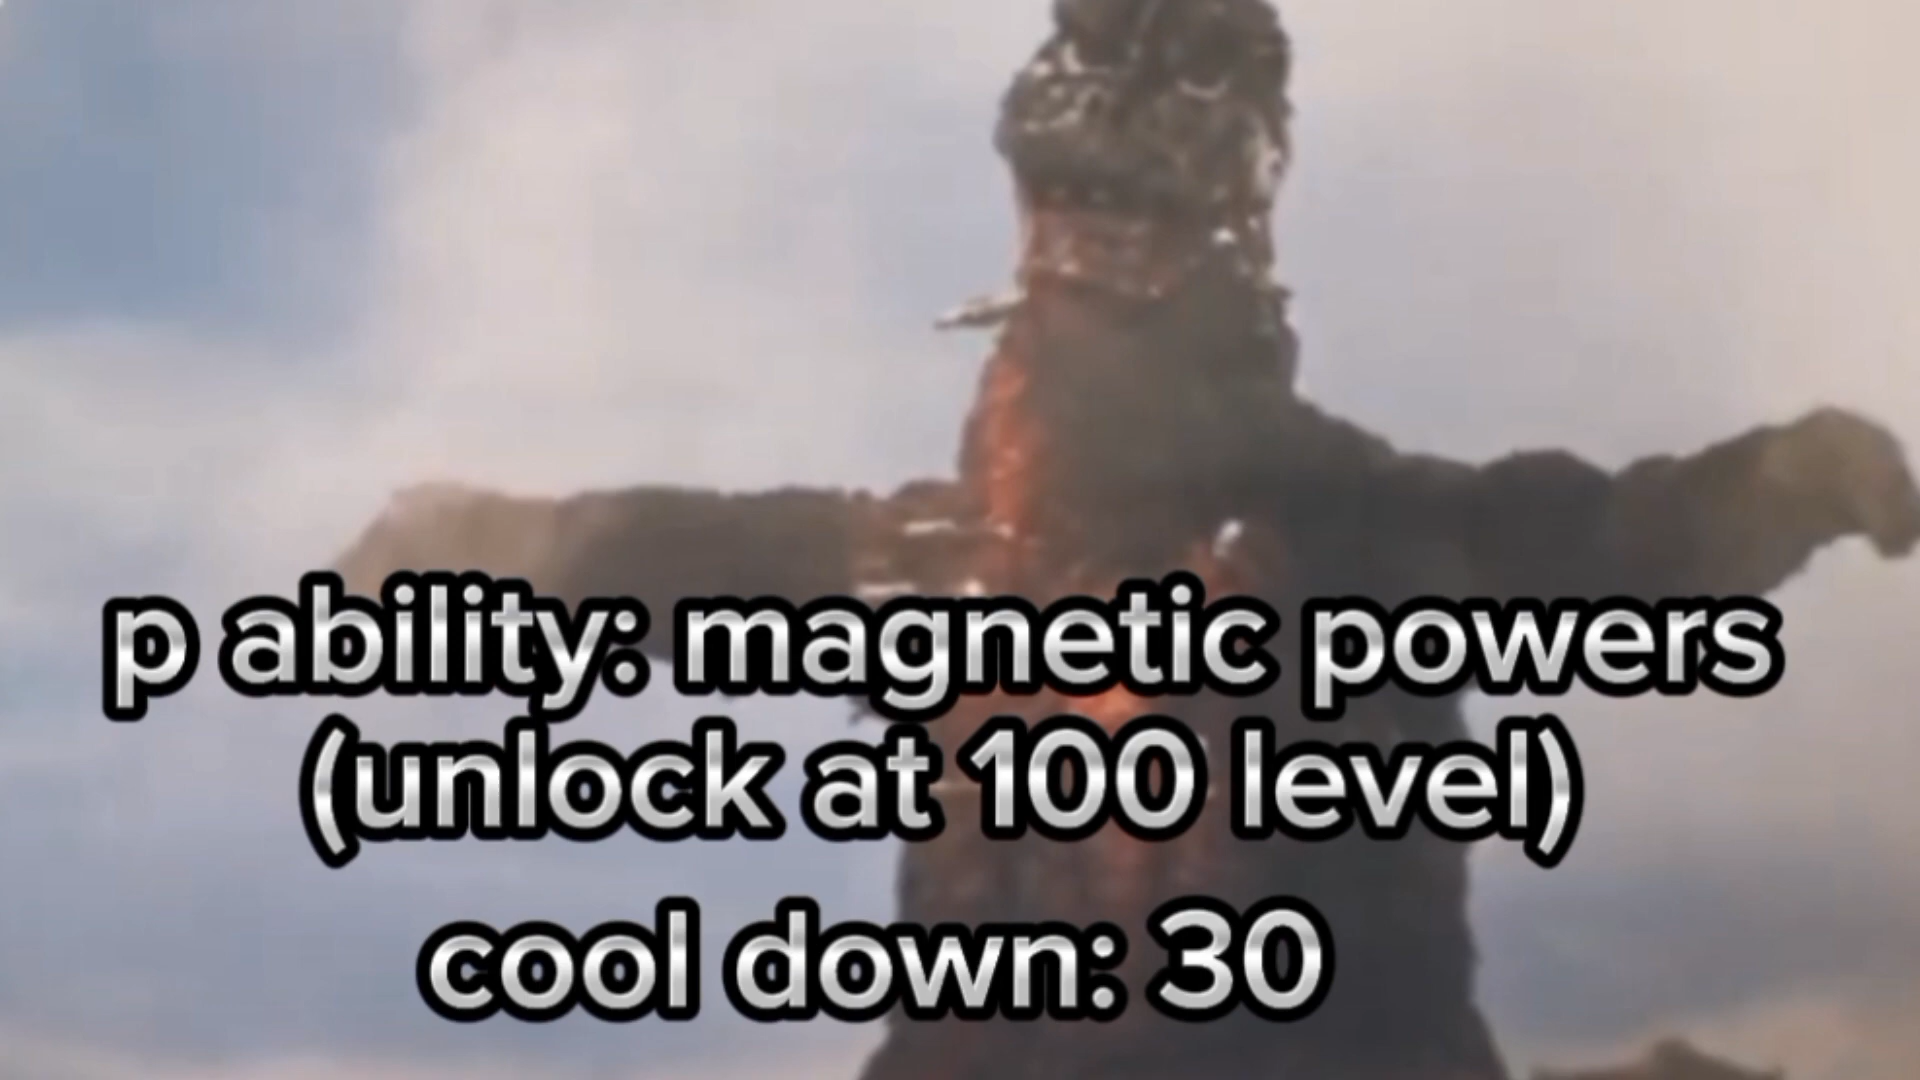 p ability: magnetic powers
(unlock at 100 level)
cool down: 30